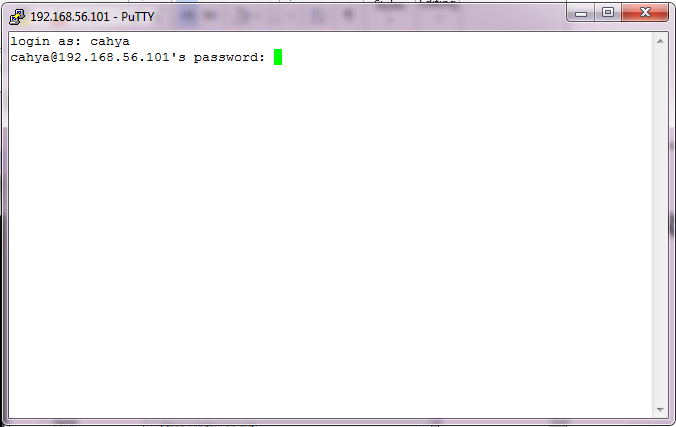 192.168.56.101 - PuTTY
login as: cahya
cahya@192.168.56.101's password: